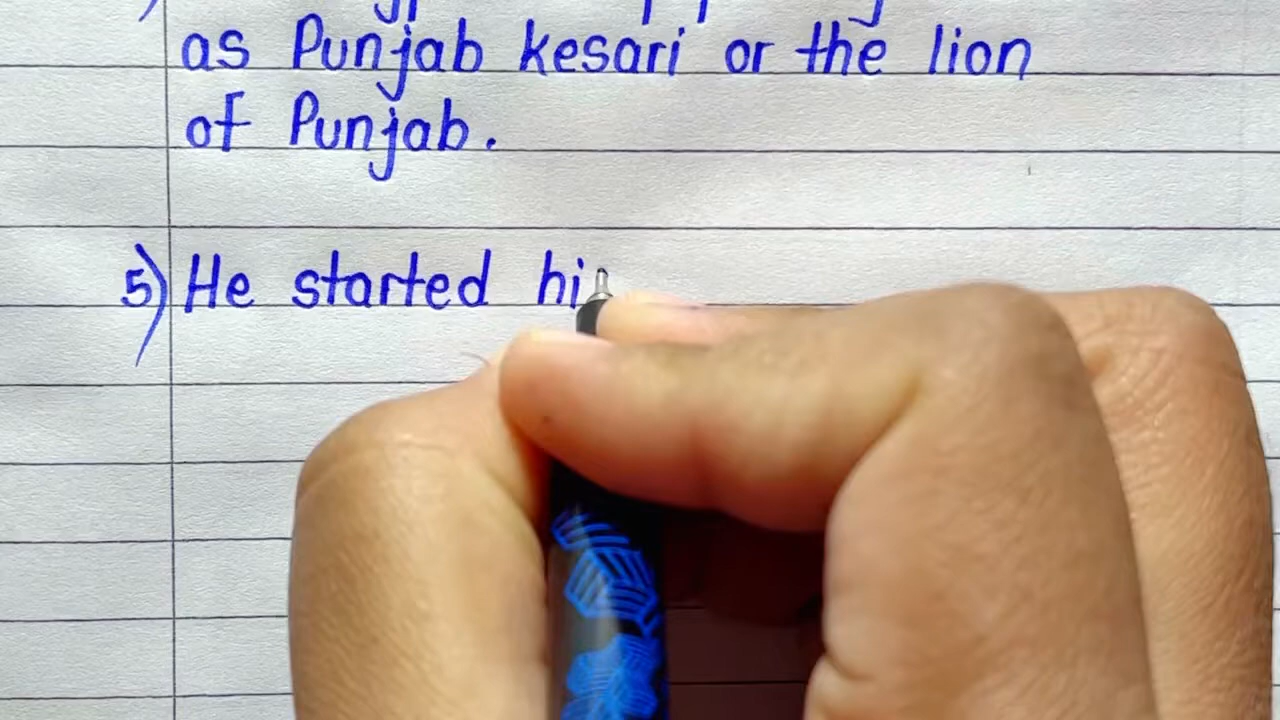 as Punjab kesari or the lion
of Punjab.
5) He started hi